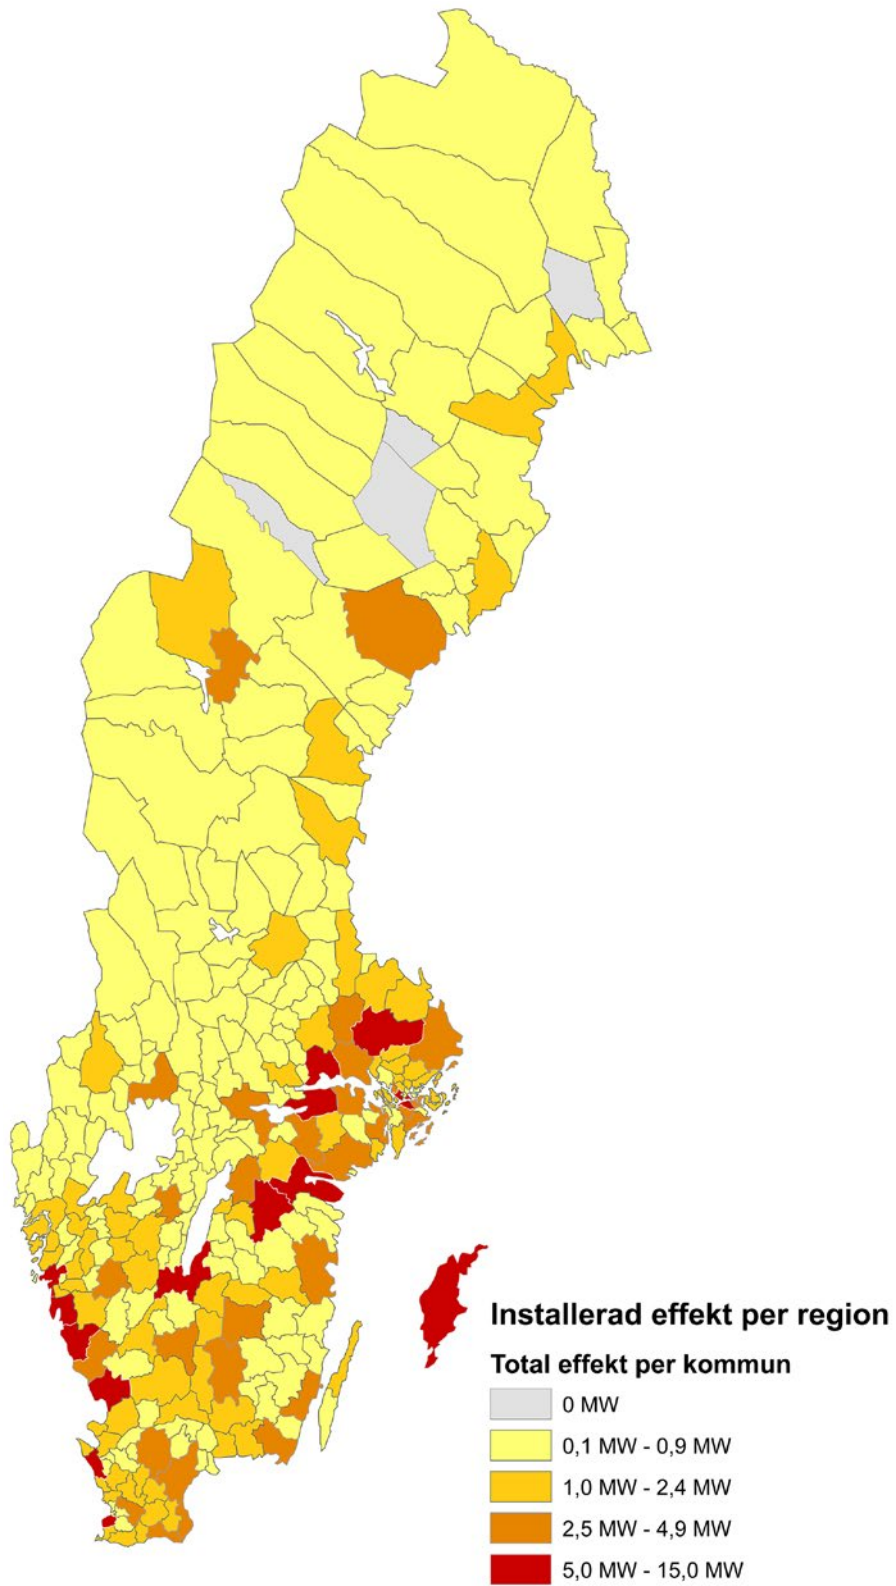 Installerad effekt per region
Total effekt per kommun
0 MW
0,1 MW - 0,9 MW
1,0 MW - 2,4 MW
2,5 MW - 4,9 MW
5,0 MW - 15,0 MW